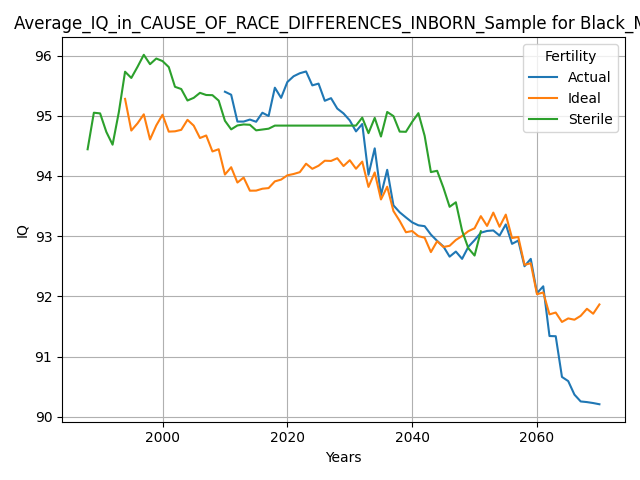 Average_IQ_in_CAUSE_OF_RACE_DIFFERENCES_INBORN_Sample for Black_M
96
95
94
93
92
91
90
IQ
2000
2020
2040
2060
Years
Fertility
Actual
Ideal
Sterile